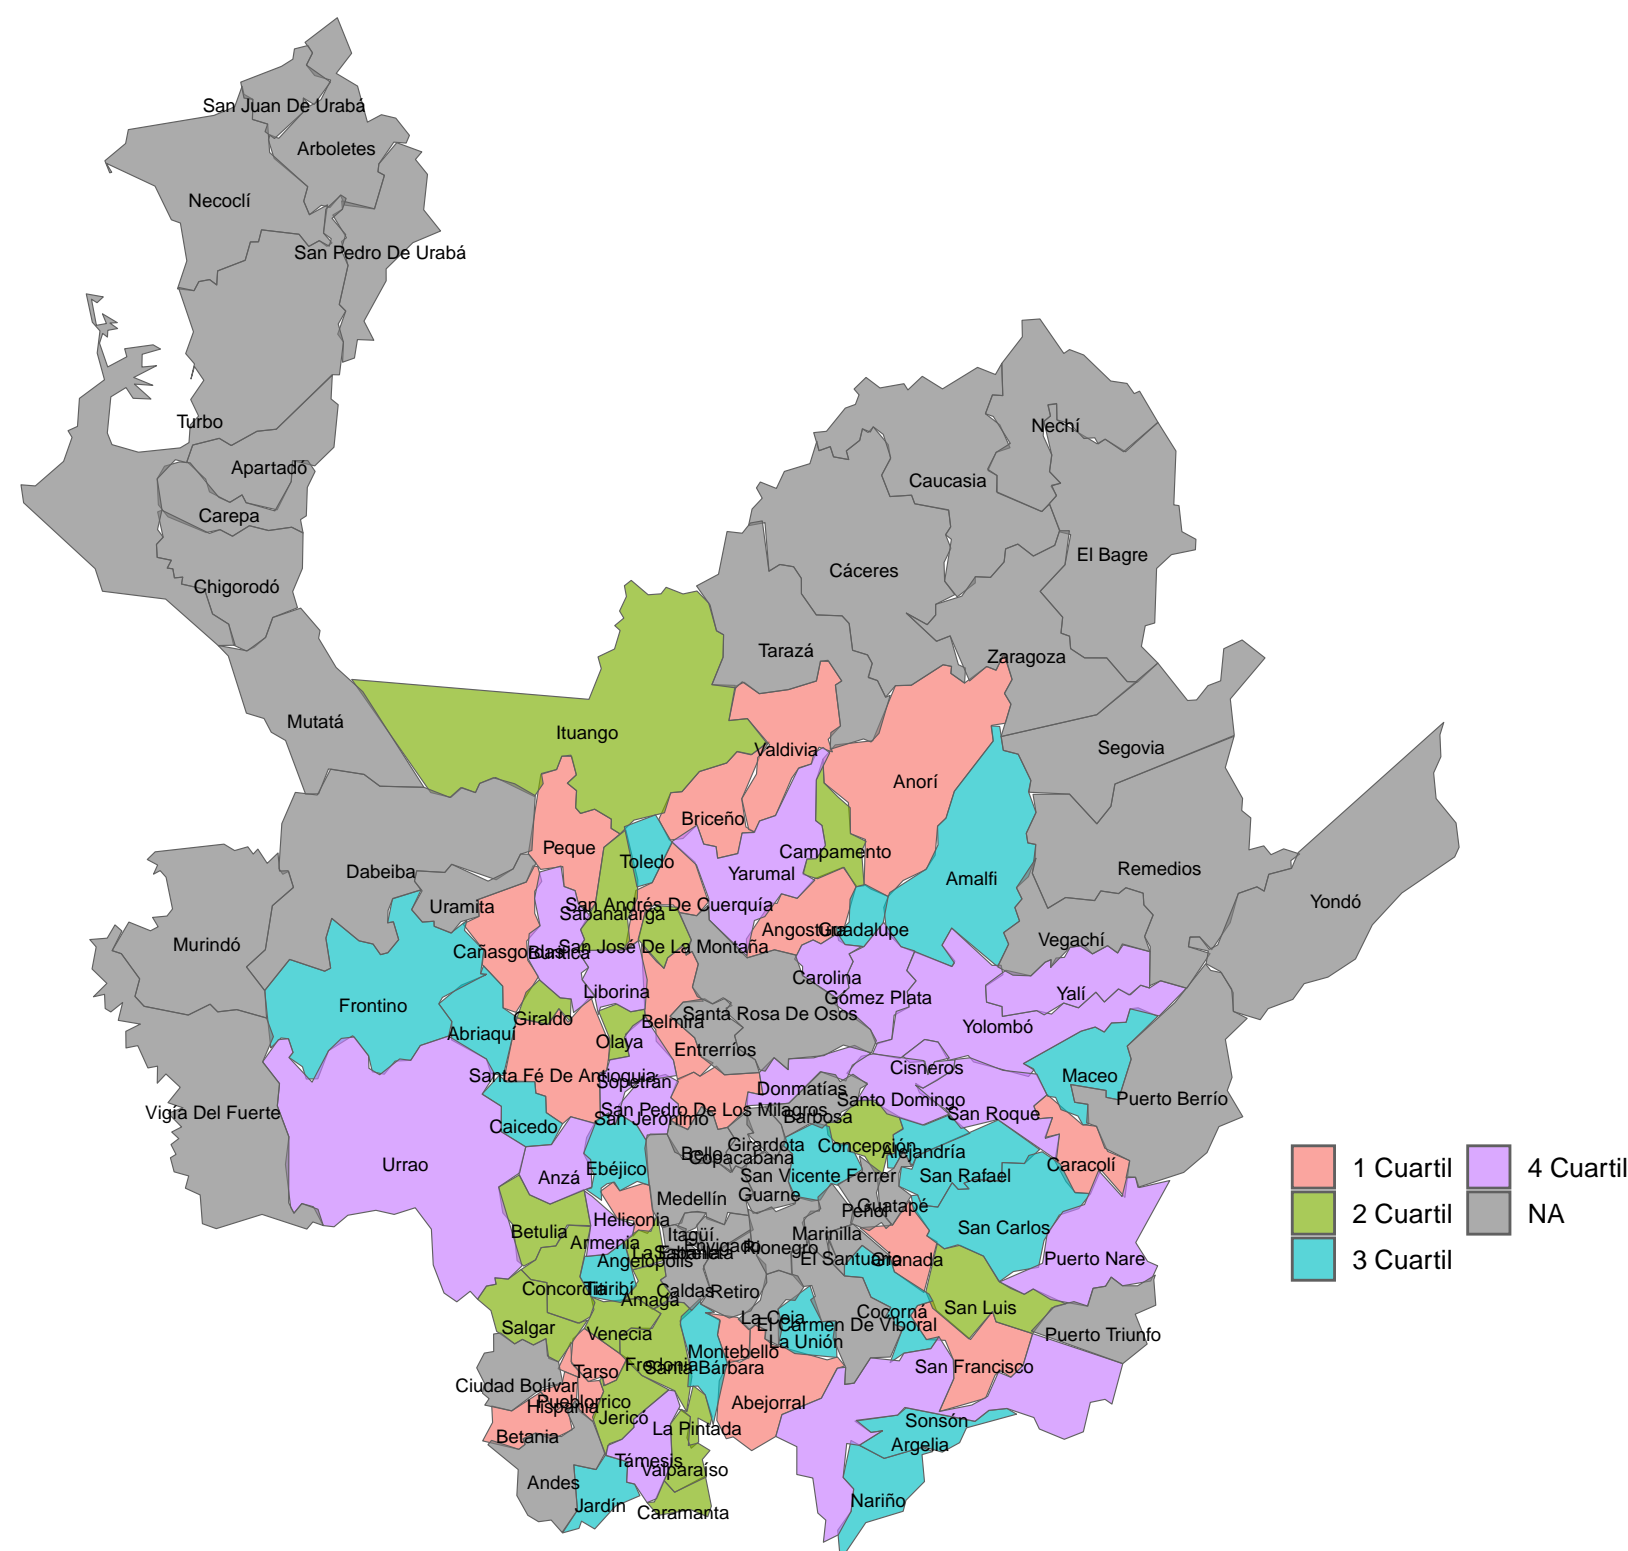 San Juan De Urabá
Arboletes
Necoclí
San Pedro De Urabá
Turbo
Nechí
Apartadó
Caucasia
Carepa
El Bagre
Cáceres
Chigorodó
Tarazá
Zaragoza
Mutatá
Ituango
Segovia
Valdivia
Anorí
Briceño
Peque
Campamento
Toledo
Dabeiba
Yarumal
Amalfi
Remedios
Yondó
Uramita
San Andrés De Cuerquía
Sabanalarga
Angostura
Guadalupe
Vegachí
Murindó
Cañasgordas
Buriticá
San José De La Montaña
Carolina
Liborina
Gómez Plata
Yalí
Frontino
Giraldo
Belmira
Santa Rosa De Osos
Yolombó
Abriaquí
Olaya
Entrerríos
Cisneros
Santa Fé De Antioquia
Sopetrán
Maceo
Donmatías
Puerto Berrío
Santo Domingo
Vigía Del Fuerte
San Pedro De Los Milagros
San Jerónimo
Barbosa
San Roque
Caicedo
Girardota
Concepción
Alejandría
Bello
Copacabana
Urrao
Anzá
Ebéjico
San Vicente Ferrer
San Rafael
Caracolí
1 Cuartil
4 Cuartil
Medellín
Guarne
Peñol
Guatapé
2 Cuartil
NA
Heliconia
Betulia
Armenia
Itagüí
Marinilla
San Carlos
La Estrella
Sabaneta
Envigado
Rionegro
El Santuario
Granada
Puerto Nare
3 Cuartil
Angelópolis
Concordia
Titiribí
Amagá
Caldas
Retiro
Cocorná
San Luis
Salgar
Venecia
La Ceja
El Carmen De Viboral
La Unión
Puerto Triunfo
Montebello
Tarso
Fredonia
Santa Bárbara
San Francisco
Ciudad Bolívar
Pueblorrico
Hispania
Jericó
Abejorral
La Pintada
Sonsón
Betania
Argelia
Támesis
Valparaíso
Andes
Jardín
Nariño
Caramanta